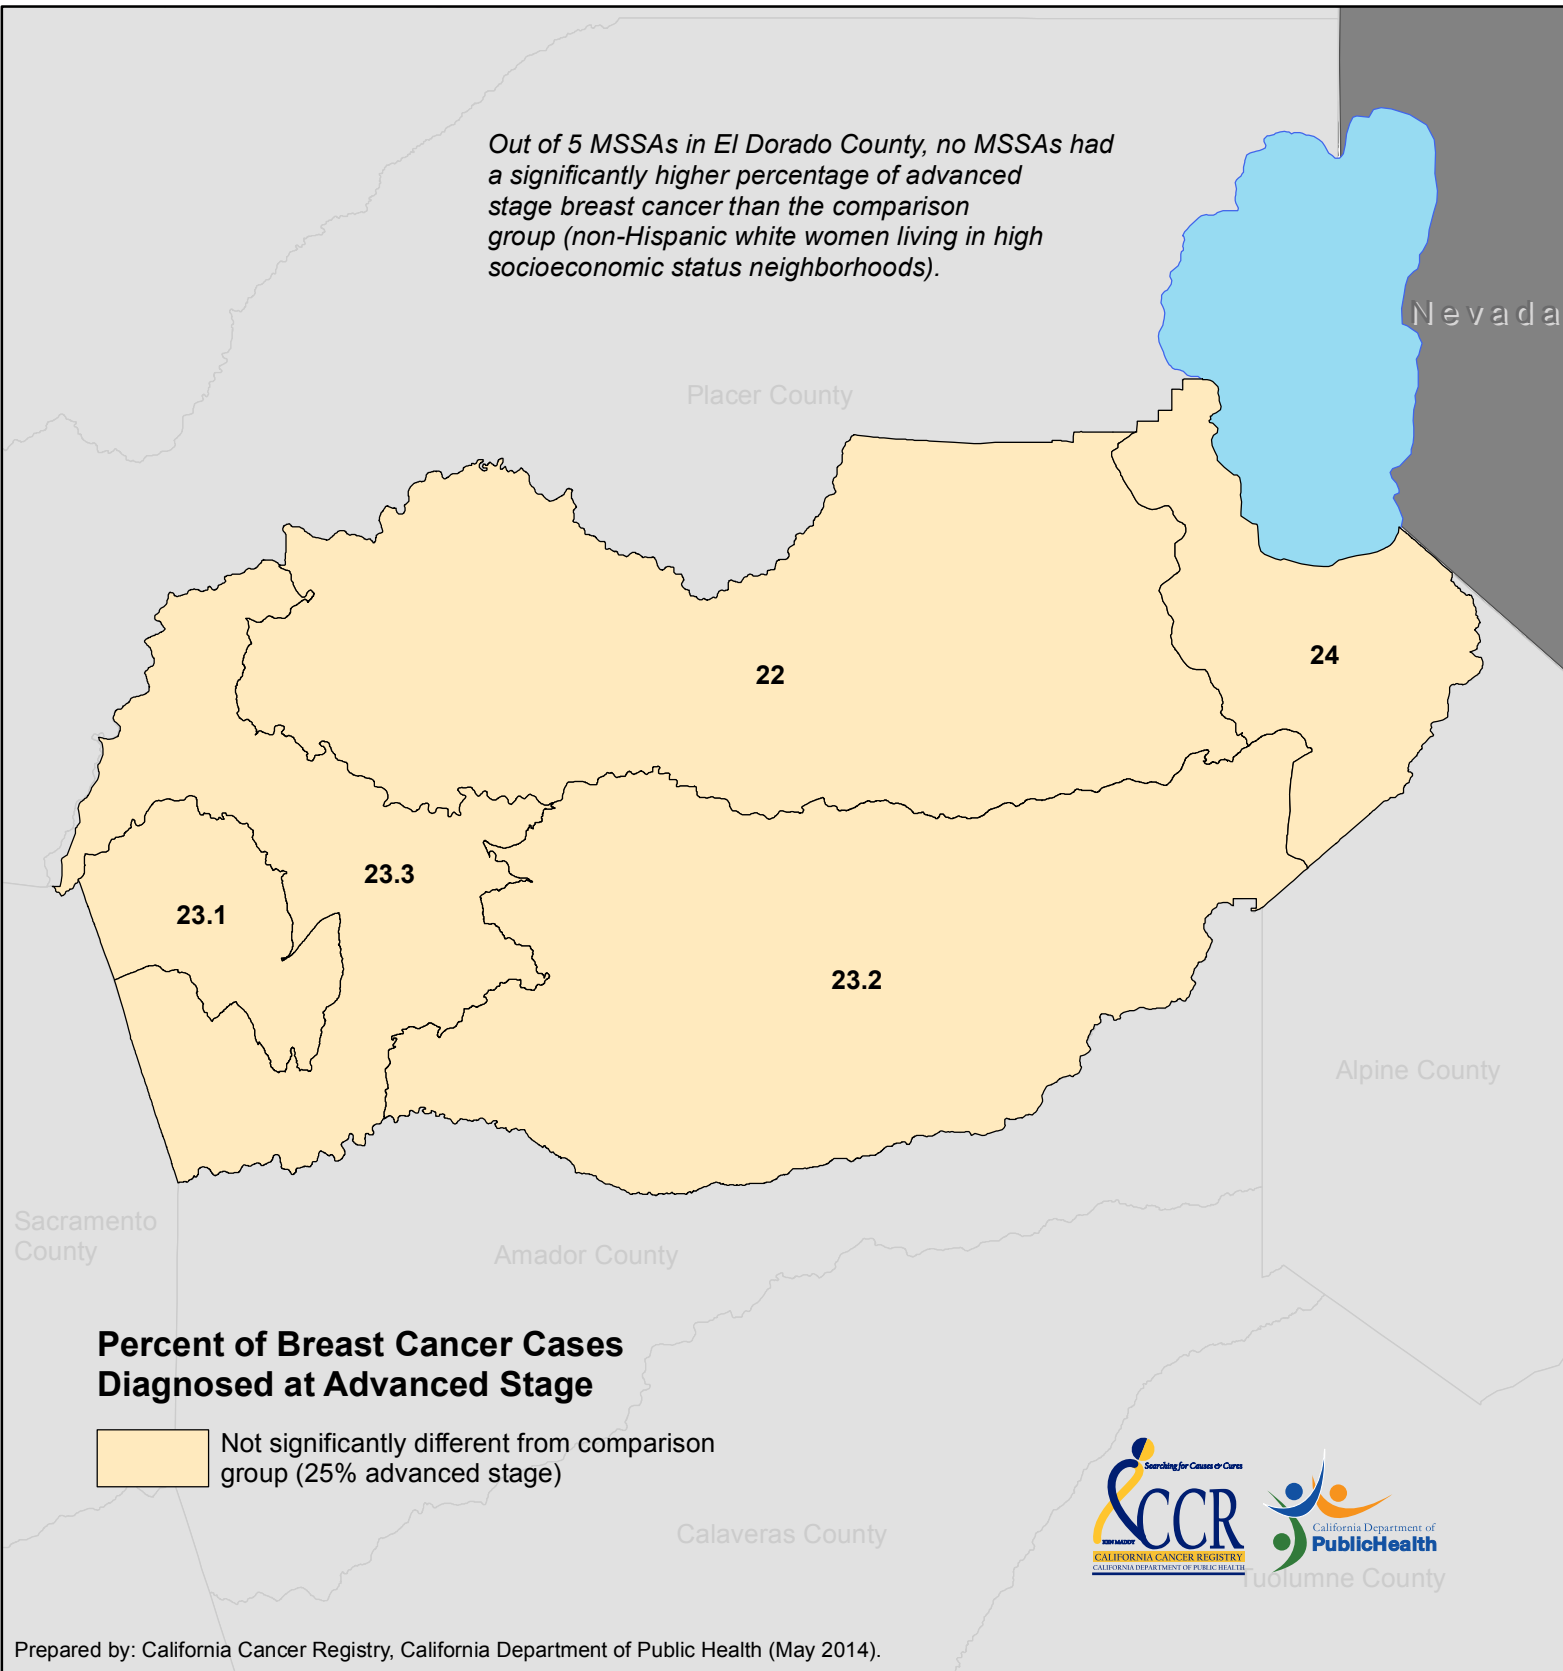 Out of 5 MSSAs in El Dorado County, no MSSAs had
a significantly higher percentage of advanced
stage breast cancer than the comparison
group (non-Hispanic white women living in high
socioeconomic status neighborhoods).
Nevada
Placer County
22
24
23.3
23.1
23.2
Alpine County
Sacramento
County
Amador County
Percent of Breast Cancer Cases
Diagnosed at Advanced Stage
Not significantly different from comparison
group (25% advanced stage)
Searching for Causes & Cures
CCR
KEN MADDY
CALIFORNIA CANCER REGISTRY
CALIFORNIA DEPARTMENT OF PUBLIC HEALTH
California Department of
PublicHealth
Calaveras County
Tuolumne County
Prepared by: California Cancer Registry, California Department of Public Health (May 2014).